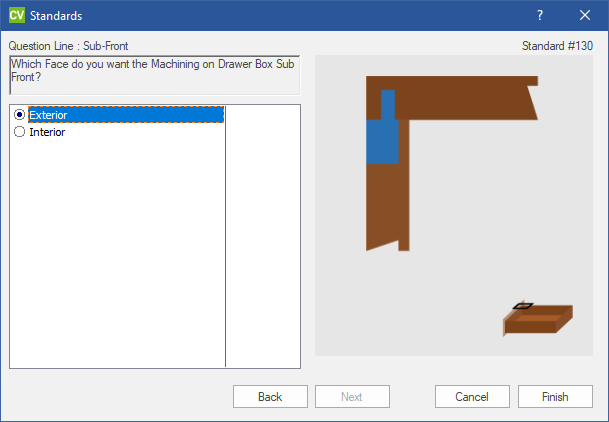 CV Standards ?
Question Line : Sub-Front
Standard #130
Which Face do you want the Machining on Drawer Box Sub
Front?
Exterior
Interior
Back
Next
Cancel
Finish